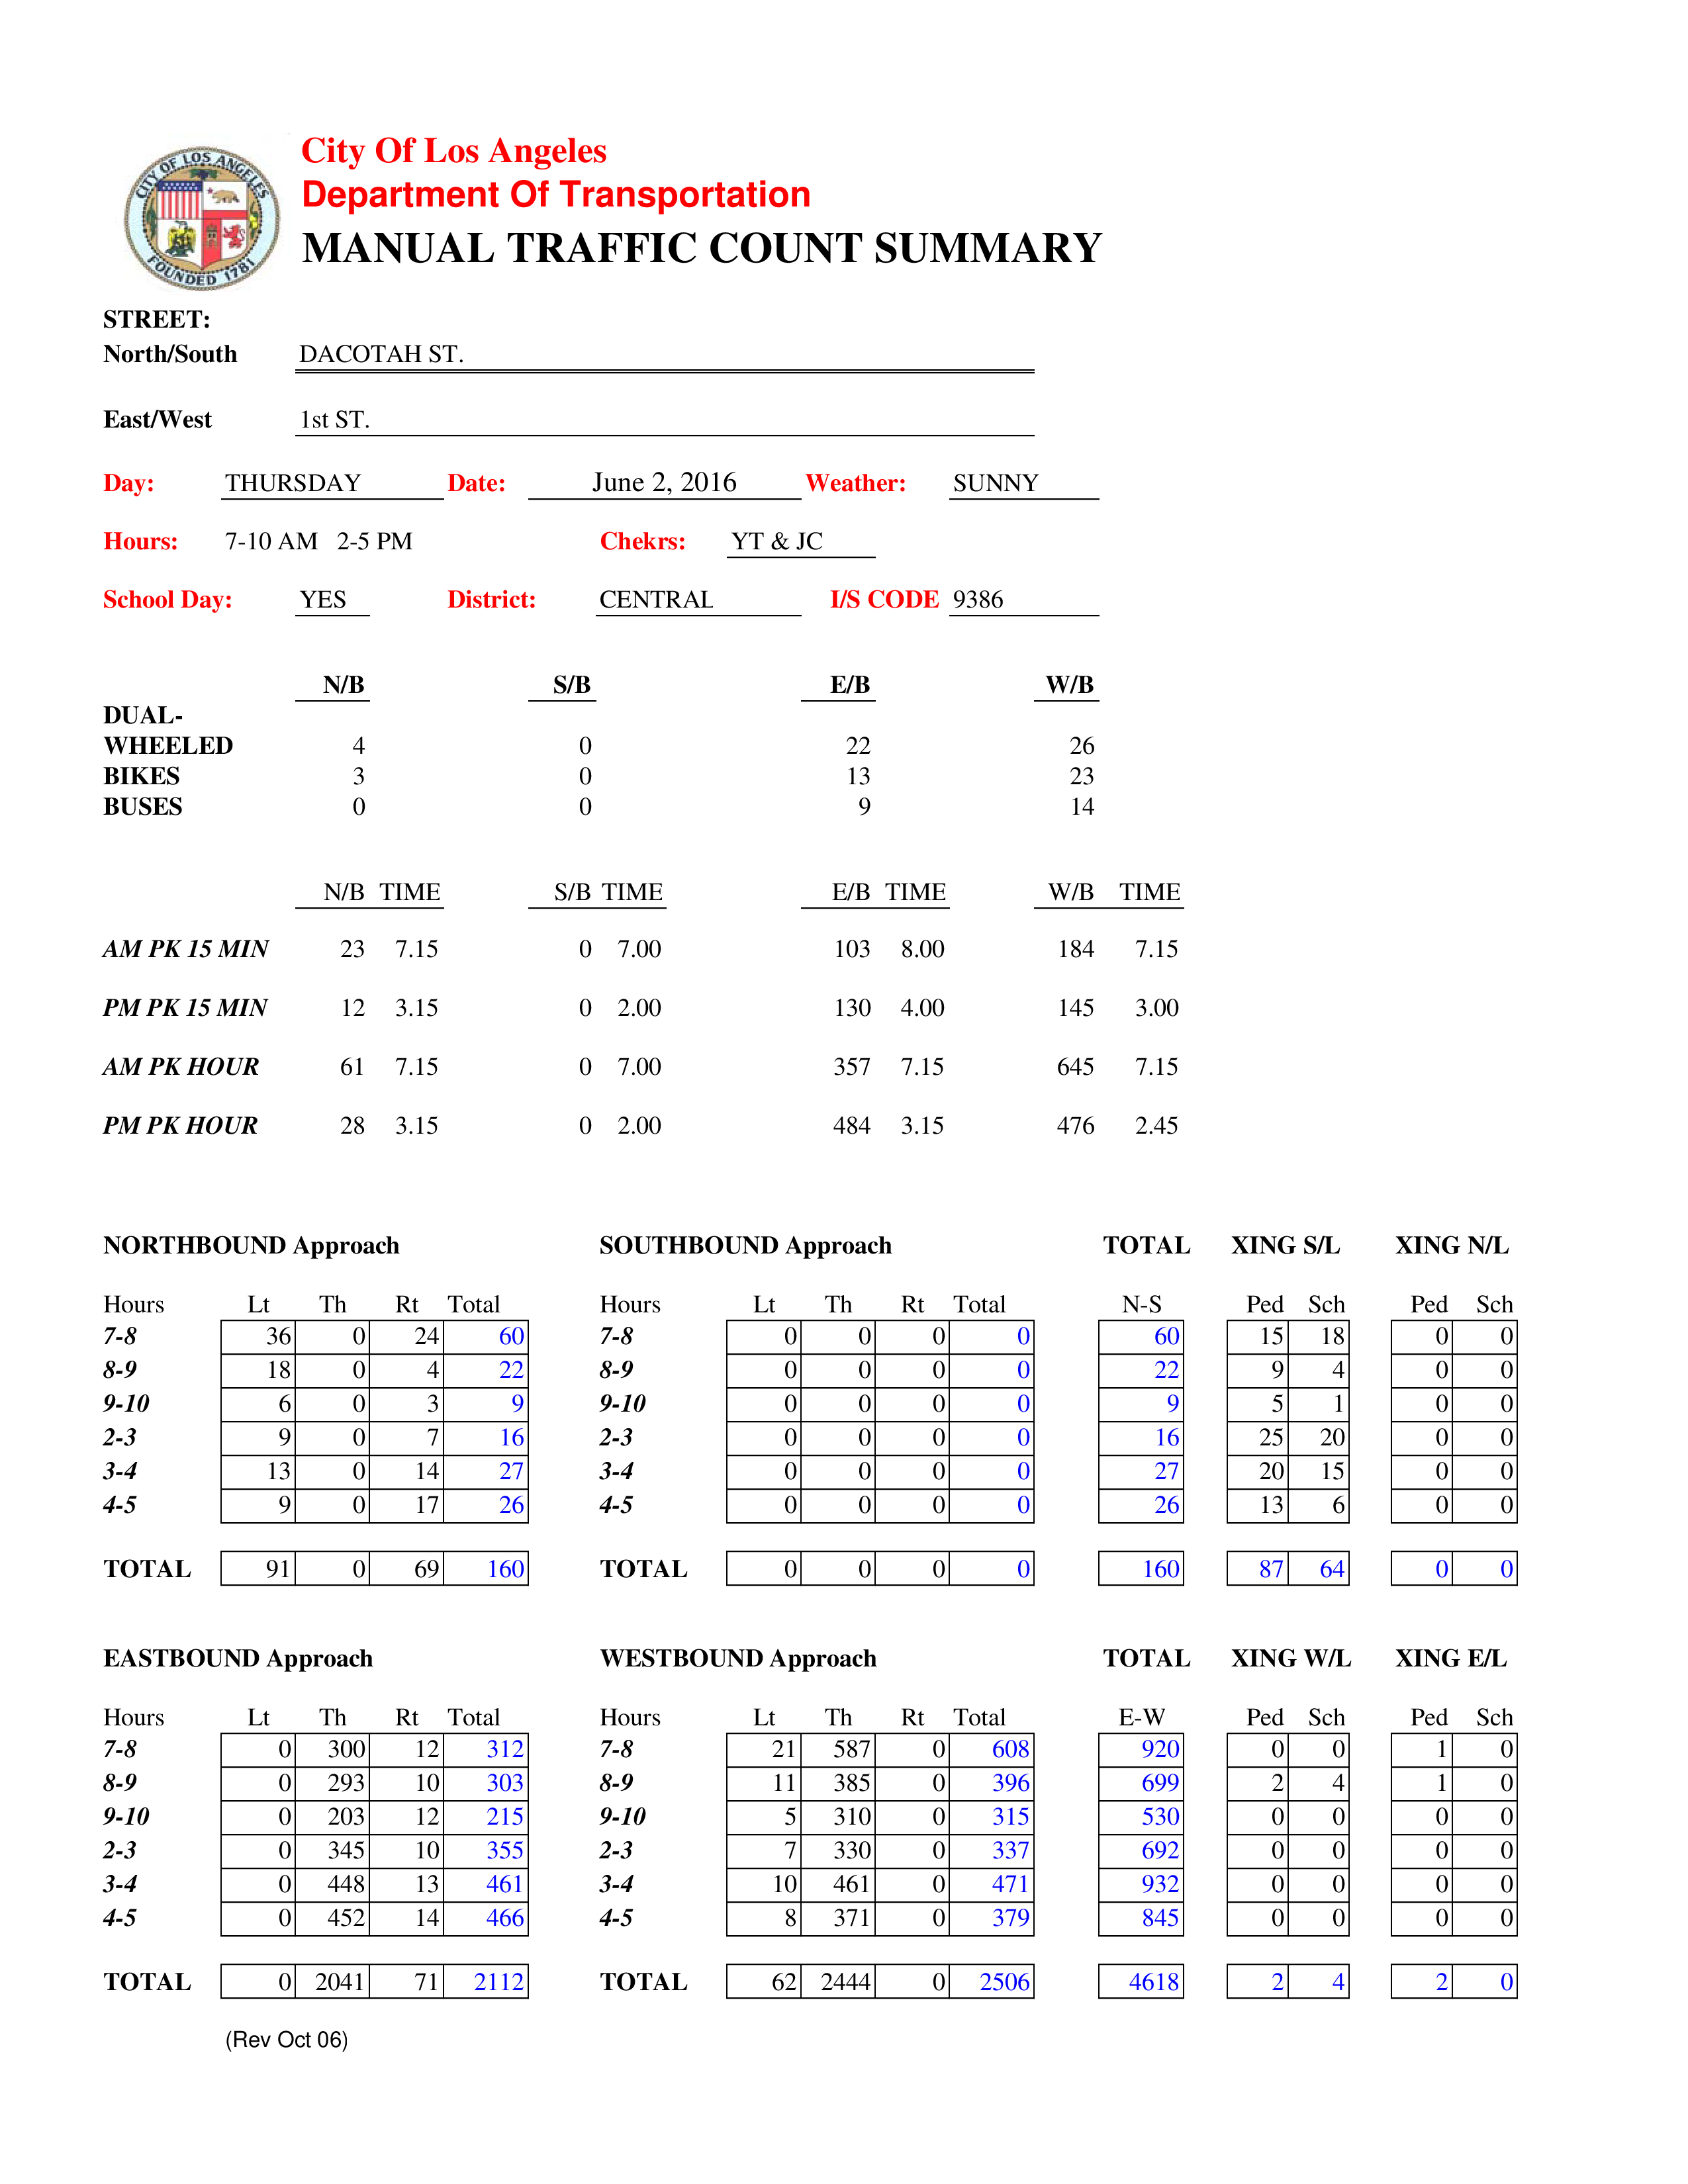 CITY OF LOS ANGELES
FOUNDED 1781
City Of Los Angeles
Department Of Transportation
MANUAL TRAFFIC COUNT SUMMARY
STREET:
North/South DACOTAH ST.
East/West 1st ST.
Day: THURSDAY Date: June 2, 2016 Weather: SUNNY
Hours: 7-10 AM 2-5 PM Chekrs: YT & JC
School Day: YES District: CENTRAL I/S CODE 9386
N/B S/B E/B W/B
DUAL-
WHEELED 4 0 22 26
BIKES 3 0 13 23
BUSES 0 0 9 14
N/B TIME S/B TIME E/B TIME W/B TIME
AM PK 15 MIN 23 7.15 0 7.00 103 8.00 184 7.15
PM PK 15 MIN 12 3.15 0 2.00 130 4.00 145 3.00
AM PK HOUR 61 7.15 0 7.00 357 7.15 645 7.15
PM PK HOUR 28 3.15 0 2.00 484 3.15 476 2.45
NORTHBOUND Approach SOUTHBOUND Approach TOTAL XING S/L XING N/L
Hours Lt Th Rt Total Hours Lt Th Rt Total N-S Ped Sch Ped Sch
7-8 36 0 24 60 7-8 0 0 0 0 60 15 18 0 0
8-9 18 0 4 22 8-9 0 0 0 0 22 9 4 0 0
9-10 6 0 3 9 9-10 0 0 0 0 9 5 1 0 0
2-3 9 0 7 16 2-3 0 0 0 0 16 25 20 0 0
3-4 13 0 14 27 3-4 0 0 0 0 27 20 15 0 0
4-5 9 0 17 26 4-5 0 0 0 0 26 13 6 0 0
TOTAL 91 0 69 160 TOTAL 0 0 0 0 160 87 64 0 0
EASTBOUND Approach WESTBOUND Approach TOTAL XING W/L XING E/L
Hours Lt Th Rt Total Hours Lt Th Rt Total E-W Ped Sch Ped Sch
7-8 0 300 12 312 7-8 21 587 0 608 920 0 0 1 0
8-9 0 293 10 303 8-9 11 385 0 396 699 2 4 1 0
9-10 0 203 12 215 9-10 5 310 0 315 530 0 0 0 0
2-3 0 345 10 355 2-3 7 330 0 337 692 0 0 0 0
3-4 0 448 13 461 3-4 10 461 0 471 932 0 0 0 0
4-5 0 452 14 466 4-5 8 371 0 379 845 0 0 0 0
TOTAL 0 2041 71 2112 TOTAL 62 2444 0 2506 4618 2 4 2 0
(Rev Oct 06)